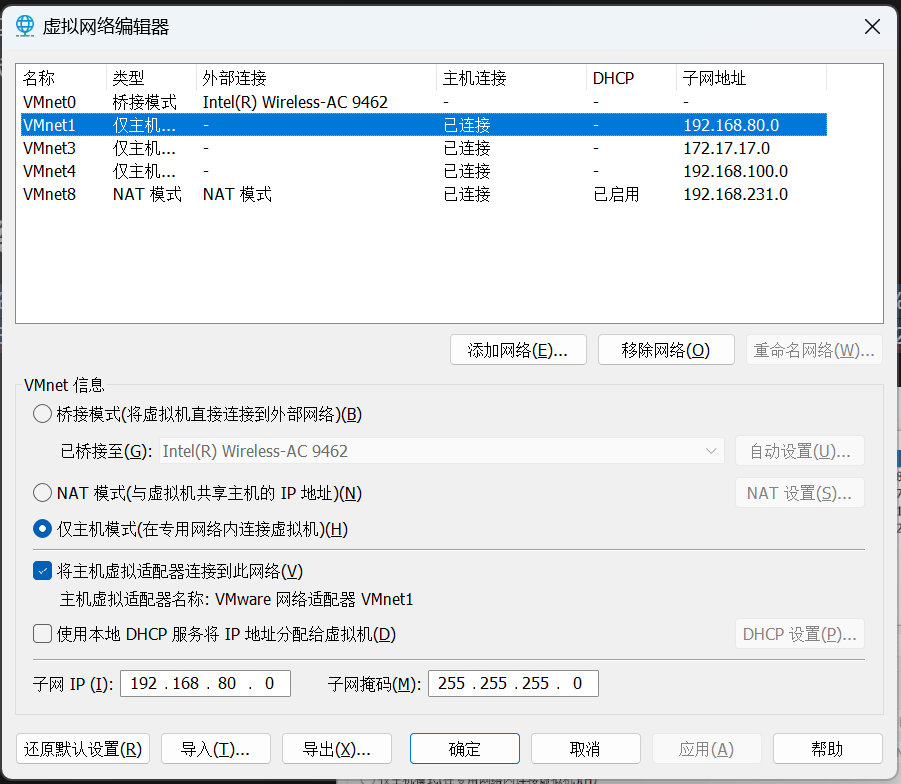 虚拟网络编辑器
名称 类型 外部连接 主机连接 DHCP 子网地址
VMnet0 桥接模式 Intel(R) Wireless-AC 9462 - - -
VMnet1 仅主机... - 已连接 - 192.168.80.0
VMnet3 仅主机... - 已连接 - 172.17.17.0
VMnet4 仅主机... - 已连接 - 192.168.100.0
VMnet8 NAT 模式 NAT 模式 已连接 已启用 192.168.231.0
添加网络(E)... 移除网络(O) 重命名网络(W)...
VMnet 信息
桥接模式(将虚拟机直接连接到外部网络)(B)
已桥接至(G): Intel(R) Wireless-AC 9462 自动设置(U)...
NAT 模式(与虚拟机共享主机的 IP 地址)(N) NAT 设置(S)...
仅主机模式(在专用网络内连接虚拟机)(H)
将主机虚拟适配器连接到此网络(V)
主机虚拟适配器名称: VMware 网络适配器 VMnet1
使用本地 DHCP 服务将 IP 地址分配给虚拟机(D) DHCP 设置(P)...
子网 IP (I): 192 . 168 . 80 . 0 子网掩码(M): 255 . 255 . 255 . 0
还原默认设置(R) 导入(T)... 导出(X)... 确定 取消 应用(A) 帮助